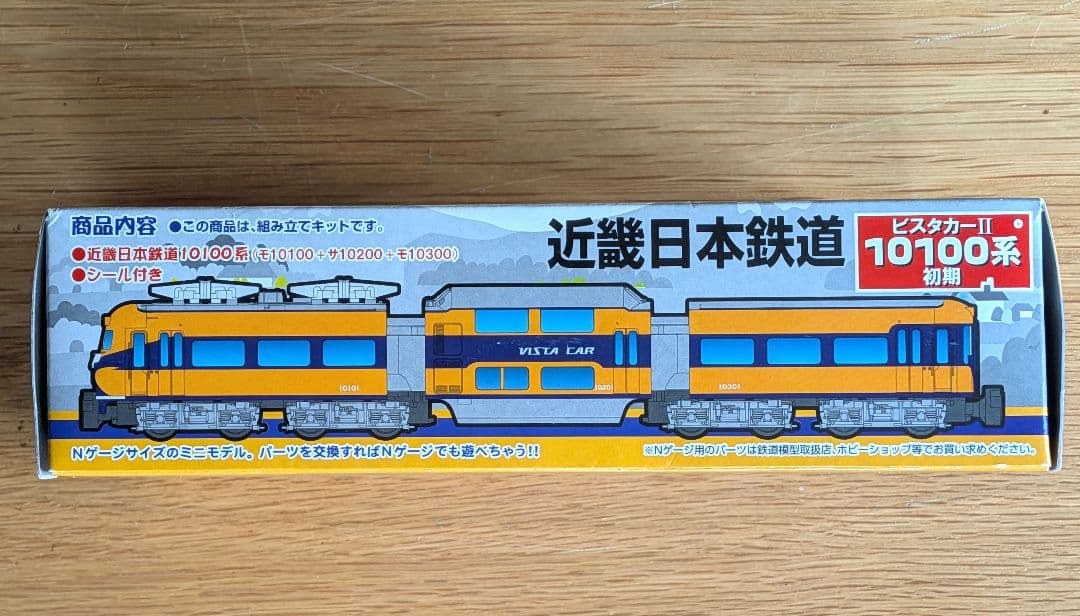 商品内容 ●この商品は、組み立てキットです。
●近畿日本鉄道10100系(モ10100+サ10200+モ10300)
●シール付き
近畿日本鉄道
ビスタカーII
10100系
初期
VISTA CAR
10101
10201
10301
Nゲージサイズのミニモデル。パーツを交換すればNゲージでも遊べちゃう!!
※Nゲージ用のパーツは鉄道模型取扱店、ホビーショップ等でお買い求めください。